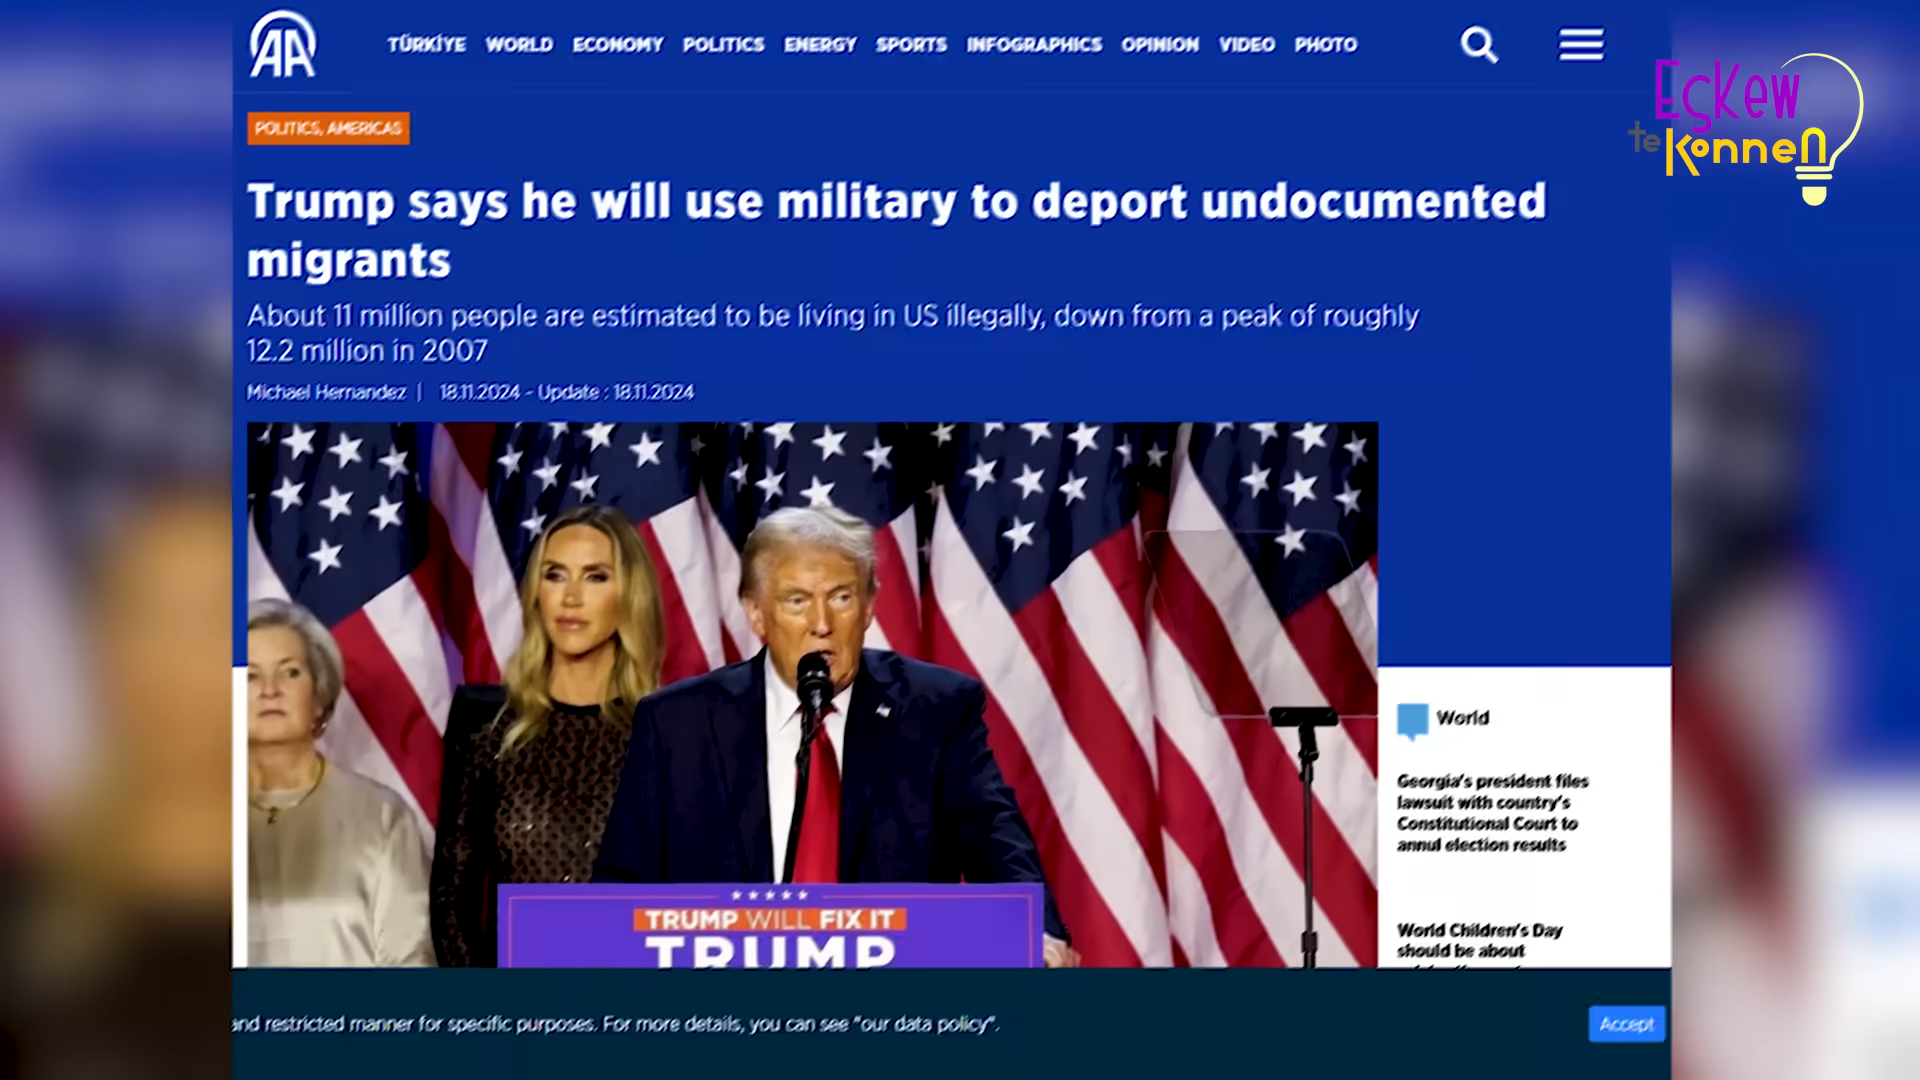 AA
TÜRKİYE WORLD ECONOMY POLITICS ENERGY SPORTS INFOGRAPHICS OPINION VIDEO PHOTO
Eşkew
te
Konnen
POLITICS, AMERICAS
Trump says he will use military to deport undocumented
migrants
About 11 million people are estimated to be living in US illegally, down from a peak of roughly
12.2 million in 2007
Michael Hernandez | 18.11.2024 - Update : 18.11.2024
TRUMP WILL FIX IT
TRUMP
World
Georgia's president files
lawsuit with country's
Constitutional Court to
annul election results
World Children's Day
should be about
and restricted manner for specific purposes. For more details, you can see "our data policy".
Accept